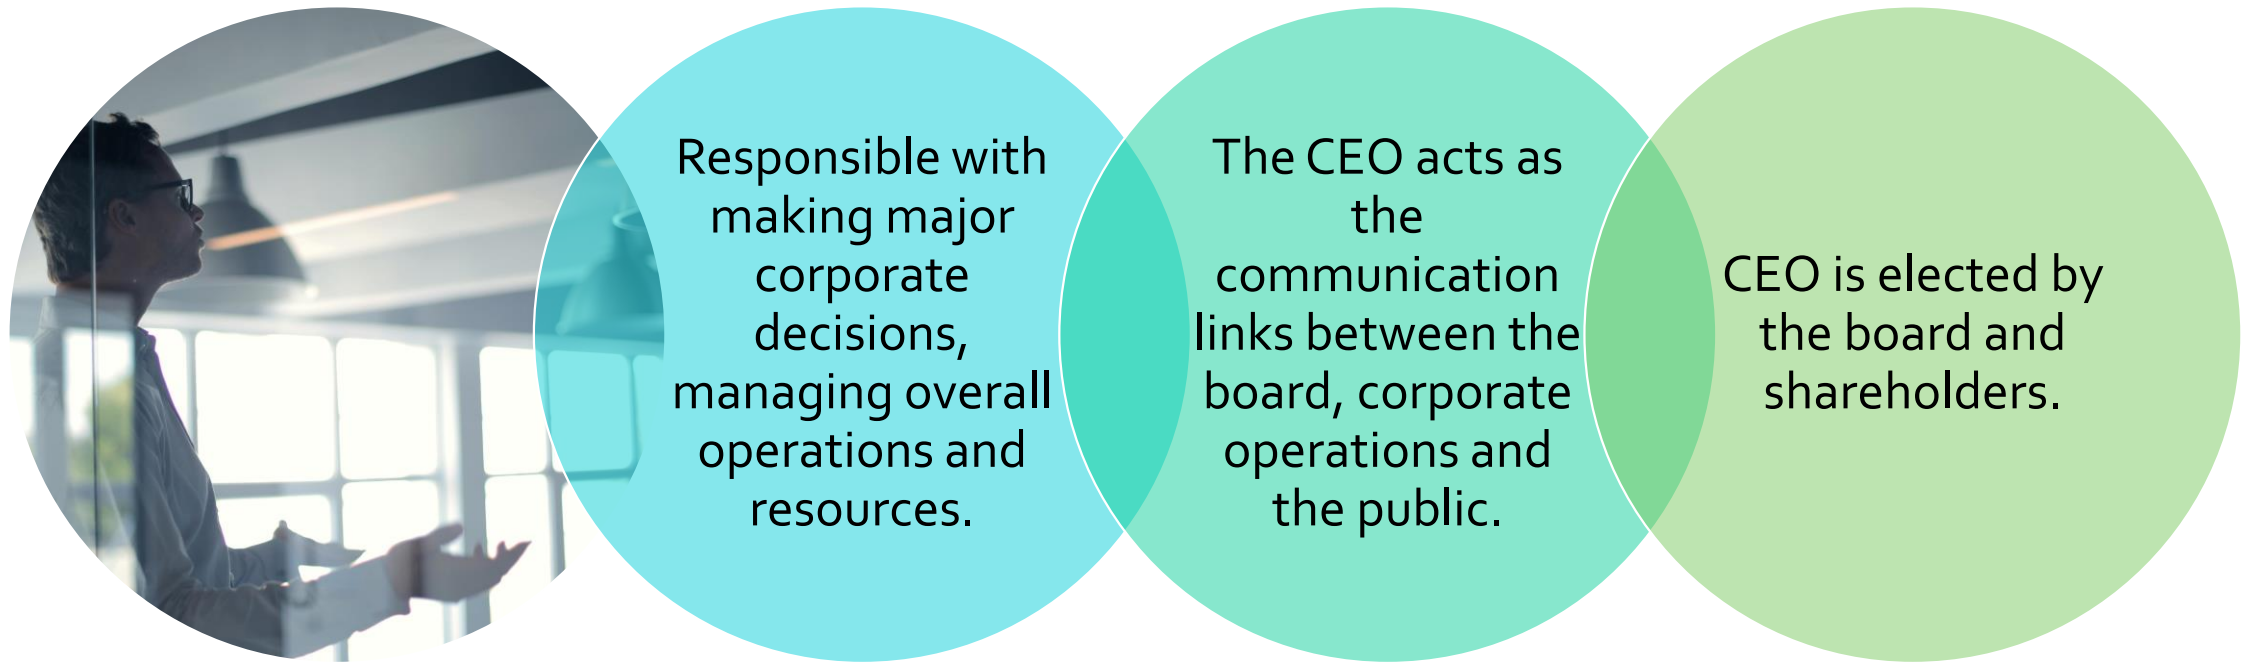 Responsible with
making major
corporate
decisions,
managing overall
operations and
resources.
The CEO acts as
the
communication
links between the
board, corporate
operations and
the public.
CEO is elected by
the board and
shareholders.